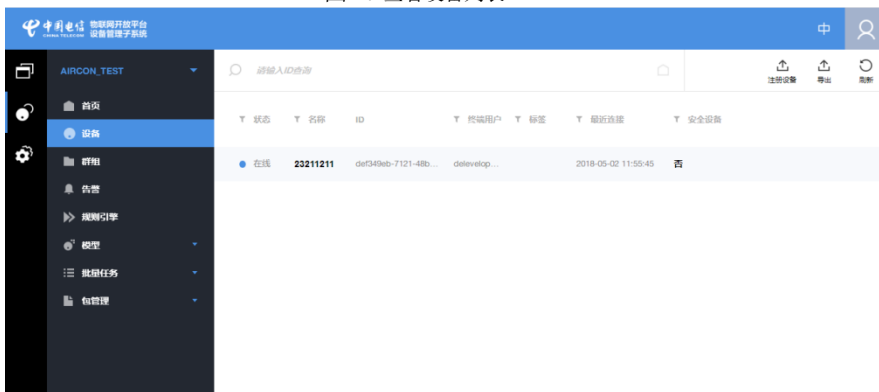 中国电信 物联网开放平台
CHINA TELECOM 设备管理子系统
中
AIRCON_TEST
请输入ID查询
注册设备 导出 刷新
首页
设备
群组
告警
规则引擎
模型
批量任务
包管理
状态 名称 ID 终端用户 标签 最近连接 安全设备
在线 23211211 def349eb-7121-48b... delevelop... 2018-05-02 11:55:45 否